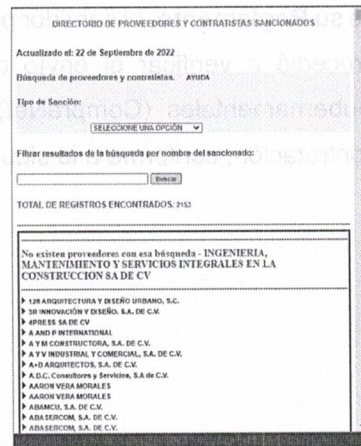 DIRECTORIO DE PROVEEDORES Y CONTRATISTAS SANCIONADOS
Actualizado al: 22 de Septiembre de 2022
Búsqueda de proveedores y contratistas. AYUDA
Tipo de Sanción:
SELECCIONE UNA OPCIÓN
Filtrar resultados de la búsqueda por nombre del sancionado:
Buscar
TOTAL DE REGISTROS ENCONTRADOS: 2153
No existen proveedores con esa búsqueda - INGENIERIA,
MANTENIMIENTO Y SERVICIOS INTEGRALES EN LA
CONSTRUCCION SA DE CV
128 ARQUITECTURA Y DISEÑO URBANO, S.C.
3R INNOVACIÓN Y DISEÑO, S.A. DE C.V.
4PRESS SA DE CV
A AND P INTERNATIONAL
A Y M CONSTRUCTORA, S.A. DE C.V.
A Y V INDUSTRIAL Y COMERCIAL, S.A. DE C.V.
A+D ARQUITECTOS, S.A. DE C.V.
A.D.C. Consultores y Servicios, S.A de C.V.
AARON VERA MORALES
AARON VERA MORALES
ABAMCU, S.A. DE C.V.
ABASERCOM, S.A. DE C.V.
ABASERCOM, S.A. DE C.V.